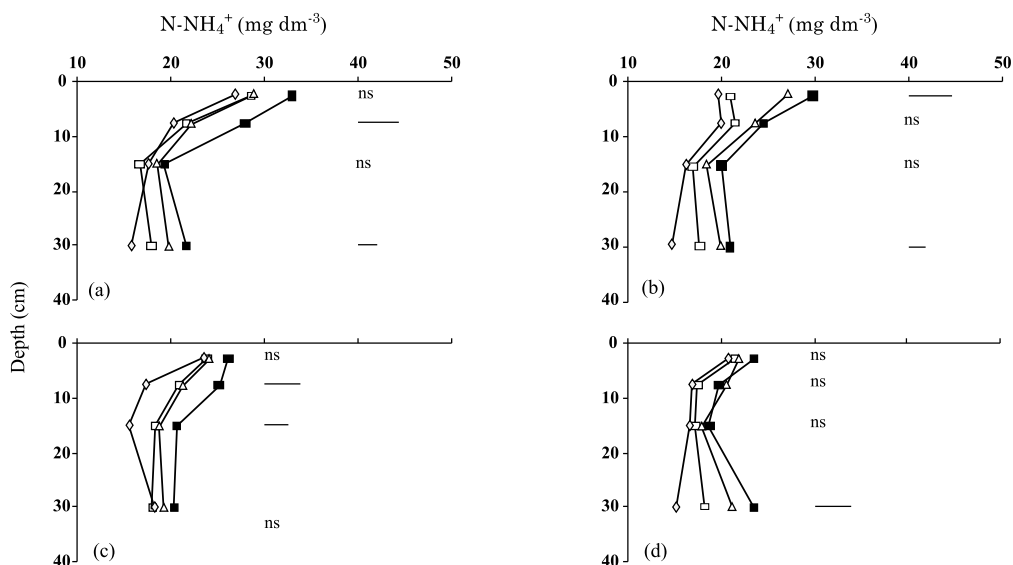 N-NH4+ (mg dm-3) N-NH4+ (mg dm-3)
10 20 30 40 50 10 20 30 40 50
0 ns 0
10 10 ns
ns ns
20 20
30 30
40 (a) 40 (b)
Depth (cm)
0 ns 0 ns
10 10 ns
ns
20 20
30 30
ns
40 (c) 40 (d)